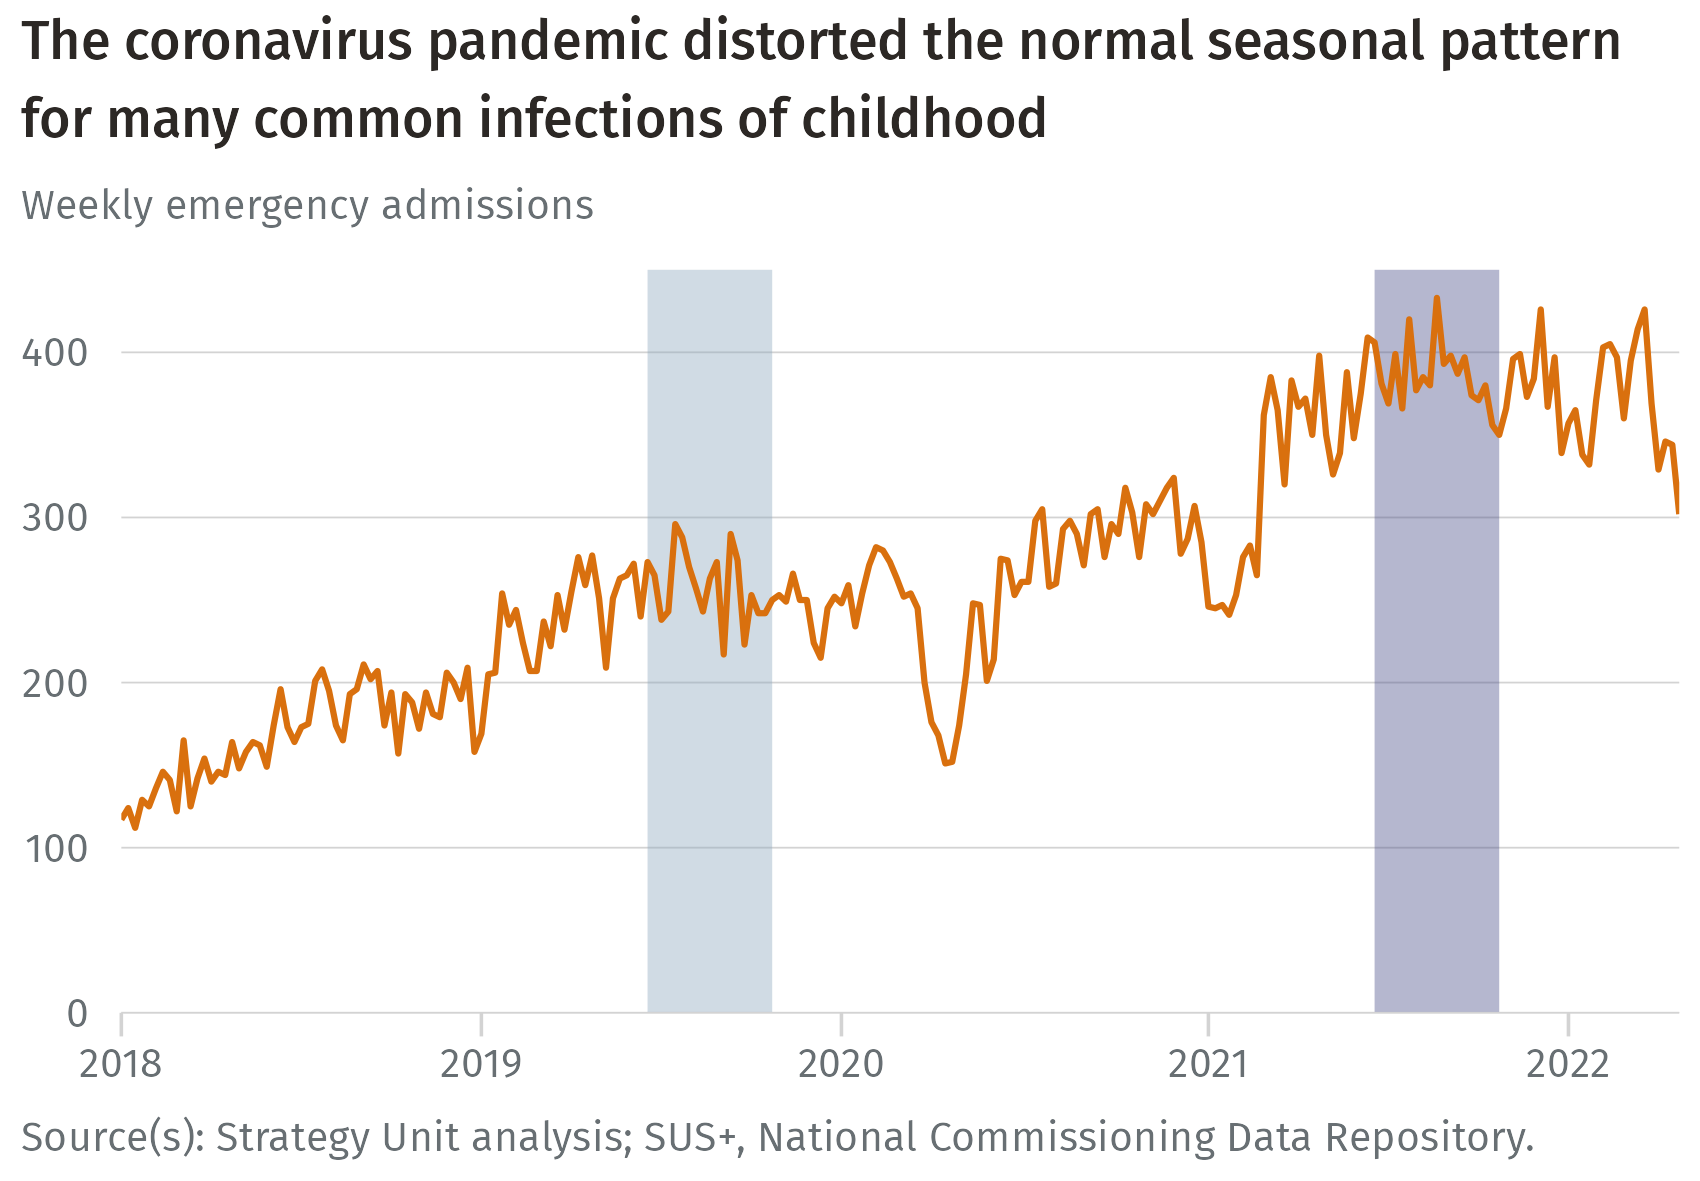 The coronavirus pandemic distorted the normal seasonal pattern
for many common infections of childhood
Weekly emergency admissions
400
300
200
100
0
2018 2019 2020 2021 2022
Source(s): Strategy Unit analysis; SUS+, National Commissioning Data Repository.